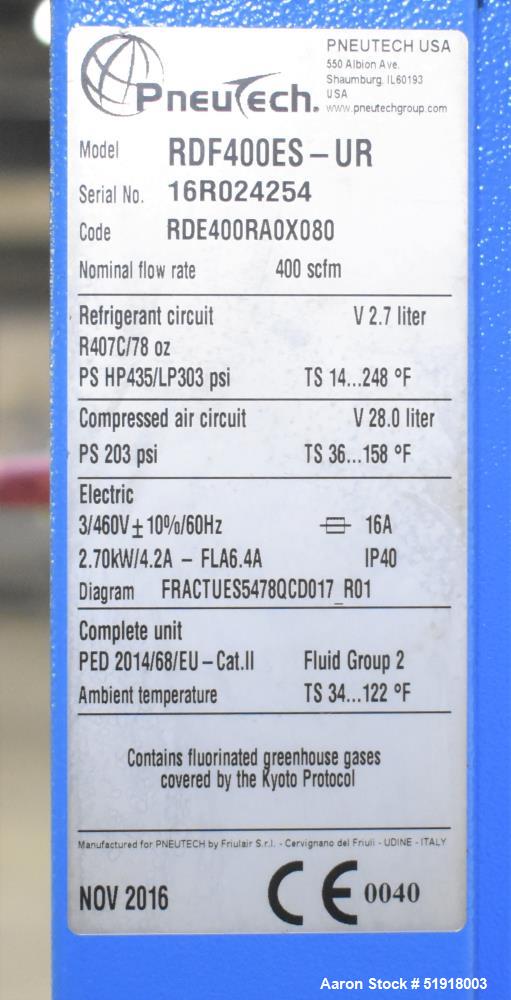 PNEUTECH USA
550 Albion Ave.
Shaumburg, IL60193
USA
www.pneutechgroup.com
PneuTech.
Model RDF400ES-UR
Serial No. 16R024254
Code RDE400RA0X080
Nominal flow rate 400 scfm
Refrigerant circuit V 2.7 liter
R407C/78 oz
PS HP435/LP303 psi TS 14...248 ºF
Compressed air circuit V 28.0 liter
PS 203 psi TS 36...158 ºF
Electric
3/460V±10%/60Hz 16A
2.70kW/4.2A - FLA6.4A IP40
Diagram FRACTUES5478QCD017_R01
Complete unit
PED 2014/68/EU-Cat.II Fluid Group 2
Ambient temperature TS 34...122 ºF
Contains fluorinated greenhouse gases
covered by the Kyoto Protocol
Manufactured for PNEUTECH by Friulair S.r.l. - Cervignano del Friuli - UDINE - ITALY
NOV 2016 CE 0040
Aaron Stock # 51918003